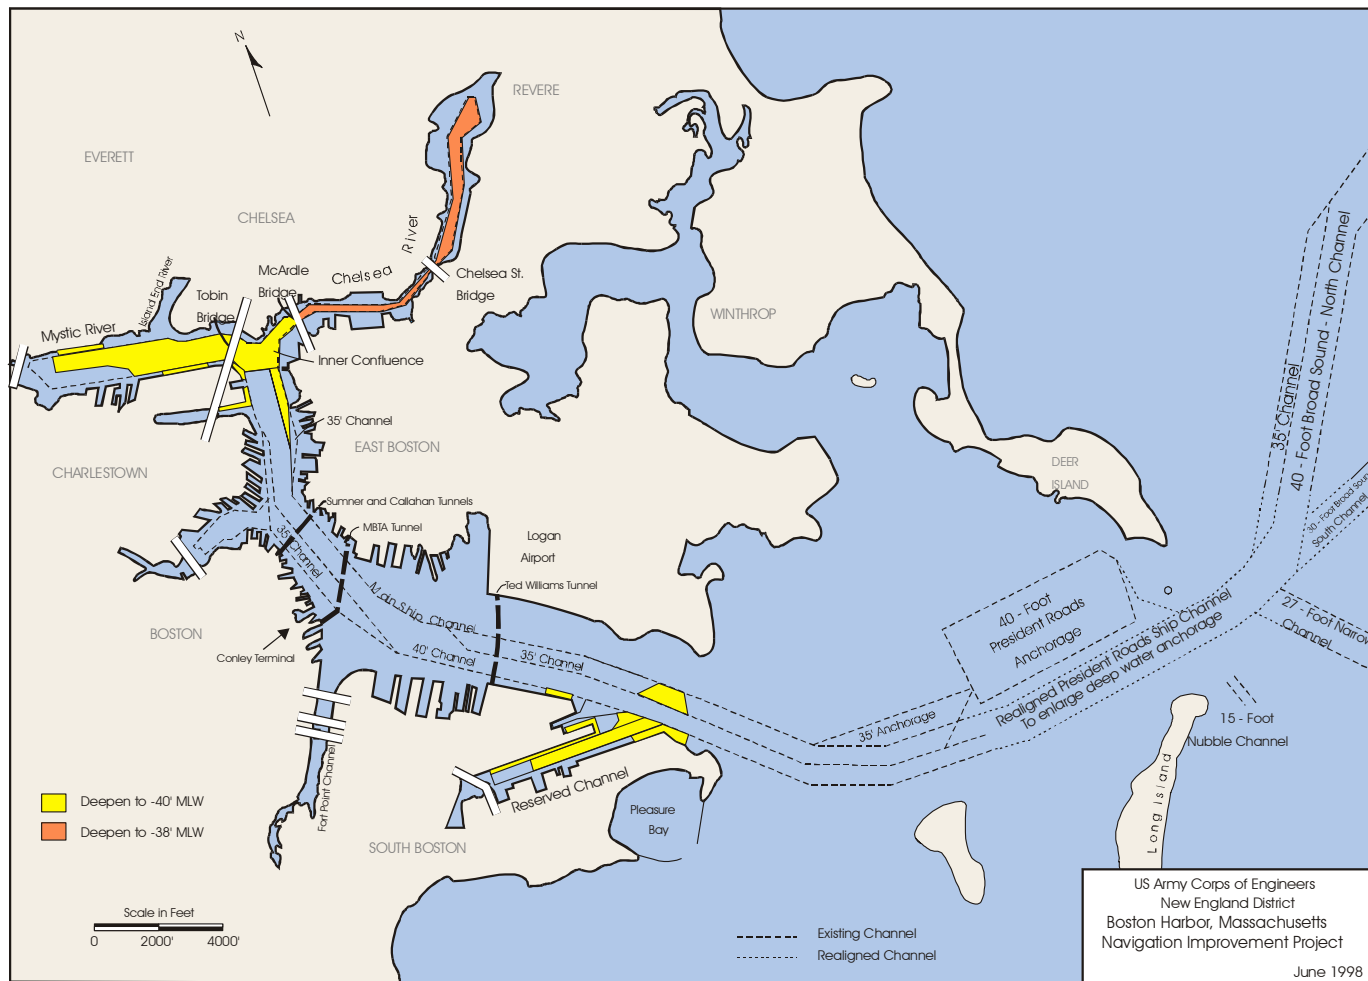 N
REVERE
EVERETT
CHELSEA
River
Chelsea
McArdle
Bridge
Chelsea St.
Bridge
Island End River
Tobin
Bridge
Mystic River
Inner Confluence
WINTHROP
35' Channel
EAST BOSTON
CHARLESTOWN
Sumner and Callahan Tunnels
MBTA Tunnel
35' Channel
Logan
Airport
Ted Williams Tunnel
Main Ship Channel
40' Channel
35' Channel
BOSTON
Conley Terminal
DEER
ISLAND
35' Channel
40 - Foot Broad Sound - North Channel
30 - Foot Broad Sound
South Channel
27 - Foot Narrow
Channel
40 - Foot
President Roads
Anchorage
Realigned President Roads Ship Channel
To enlarge deep water anchorage
35' Anchorage
15 - Foot
Nubble Channel
Long Island
Fort Point Channel
Reserved Channel
Pleasure
Bay
SOUTH BOSTON
Deepen to -40' MLW
Deepen to -38' MLW
Scale in Feet
0 2000' 4000'
Existing Channel
Realigned Channel
US Army Corps of Engineers
New England District
Boston Harbor, Massachusetts
Navigation Improvement Project
June 1998